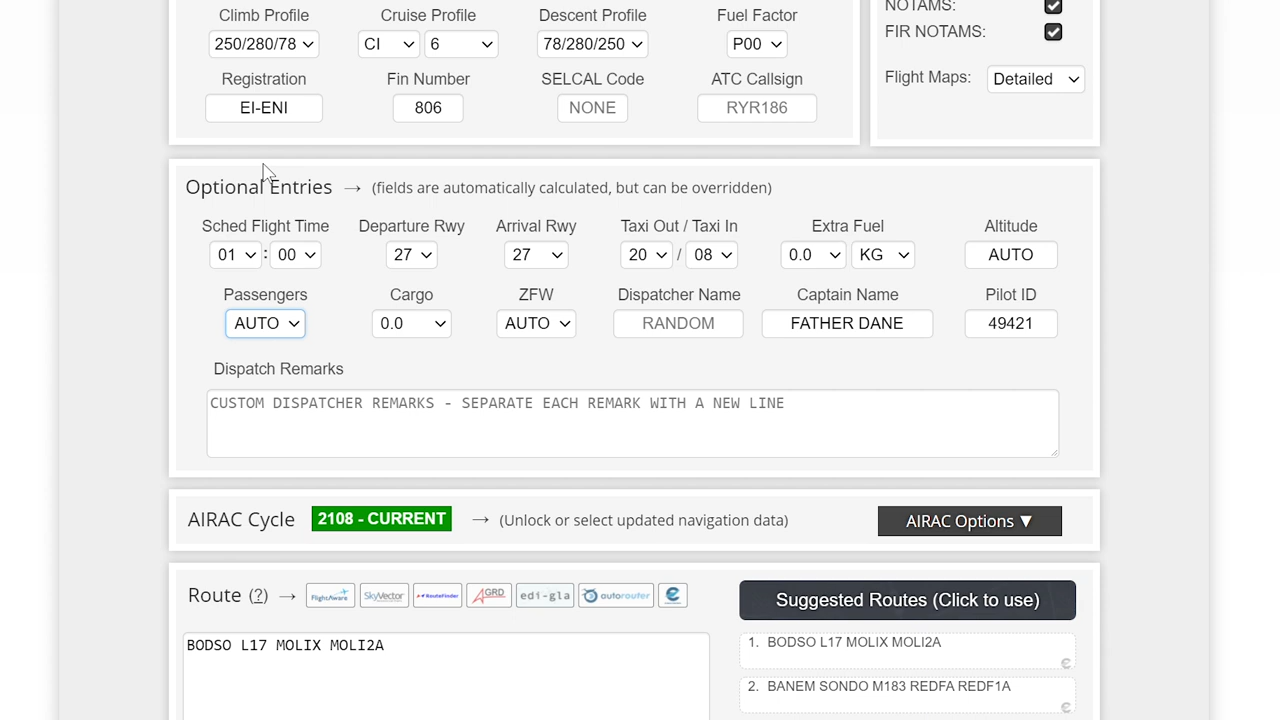 NOTAMS:
Climb Profile Cruise Profile Descent Profile Fuel Factor
FIR NOTAMS:
250/280/78 CI 6 78/280/250 P00
Registration Fin Number SELCAL Code ATC Callsign
Flight Maps: Detailed
EI-ENI 806 NONE RYR186
Optional Entries → (fields are automatically calculated, but can be overridden)
Sched Flight Time Departure Rwy Arrival Rwy Taxi Out / Taxi In Extra Fuel Altitude
01 : 00 27 27 20 / 08 0.0 KG AUTO
Passengers Cargo ZFW Dispatcher Name Captain Name Pilot ID
AUTO 0.0 AUTO RANDOM FATHER DANE 49421
Dispatch Remarks
CUSTOM DISPATCHER REMARKS - SEPARATE EACH REMARK WITH A NEW LINE
AIRAC Cycle 2108 - CURRENT → (Unlock or select updated navigation data) AIRAC Options ▼
Route (?) → FlightAware SkyVector RouteFinder AGRD edi-gla autorouter Suggested Routes (Click to use)
BODSO L17 MOLIX MOLI2A
1. BODSO L17 MOLIX MOLI2A
2. BANEM SONDO M183 REDFA REDF1A